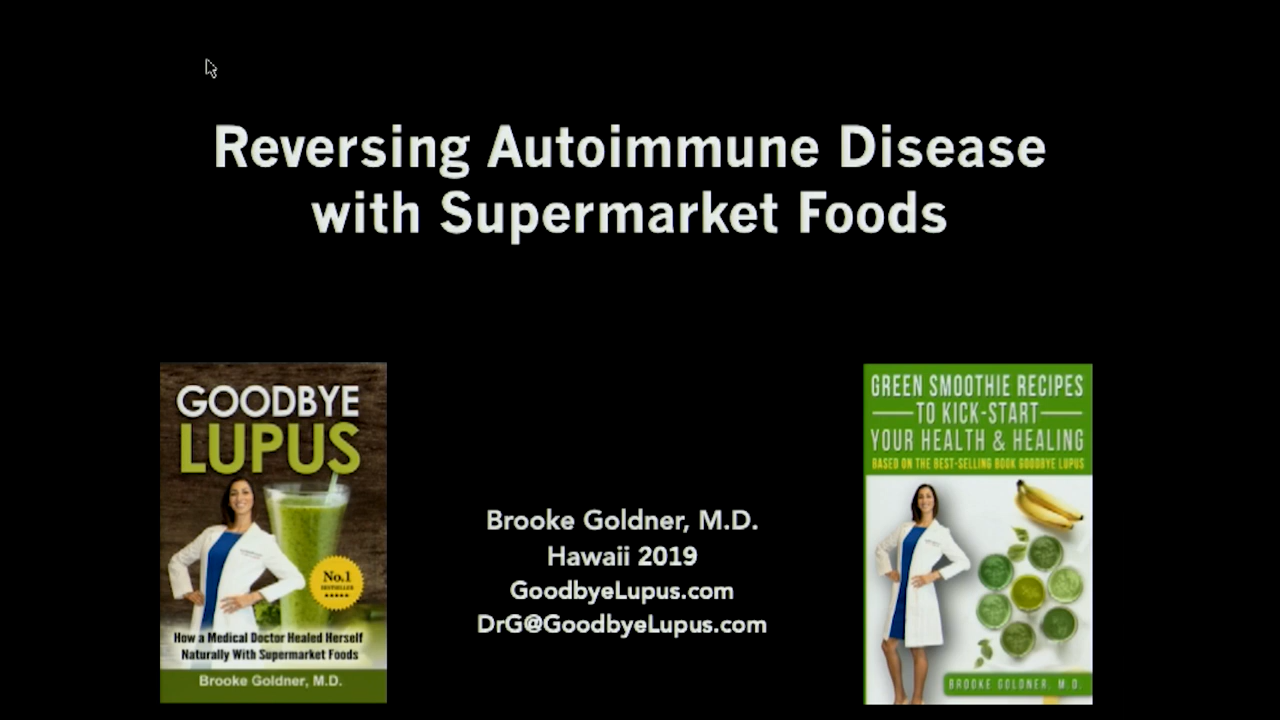 Reversing Autoimmune Disease
with Supermarket Foods
GOODBYE
LUPUS
No.1
BESTSELLER
How a Medical Doctor Healed Herself
Naturally With Supermarket Foods
Brooke Goldner, M.D.
Brooke Goldner, M.D.
Hawaii 2019
GoodbyeLupus.com
DrG@GoodbyeLupus.com
GREEN SMOOTHIE RECIPES
TO KICK-START
YOUR HEALTH & HEALING
BASED ON THE BEST-SELLING BOOK GOODBYE LUPUS
BROOKE GOLDNER, M.D.